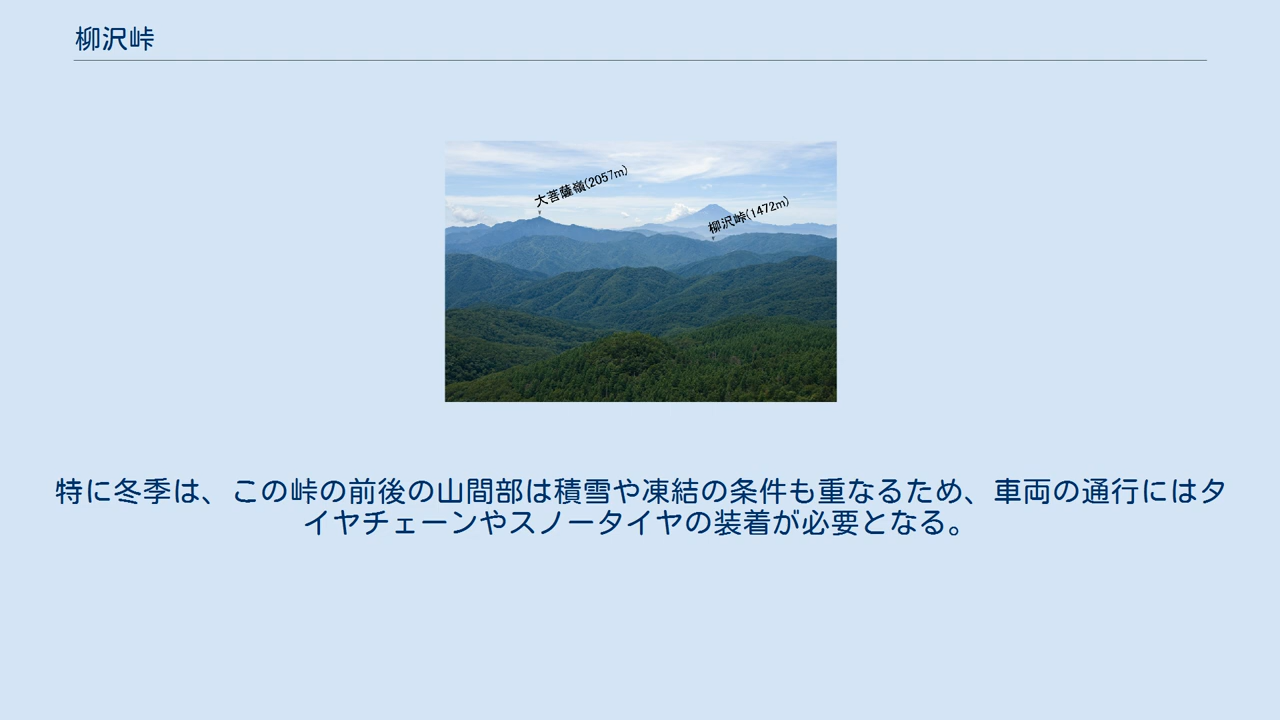 柳沢峠
大菩薩嶺(2057m)
柳沢峠(1472m)
特に冬季は、この峠の前後の山間部は積雪や凍結の条件も重なるため、車両の通行にはタ
イヤチェーンやスノータイヤの装着が必要となる。